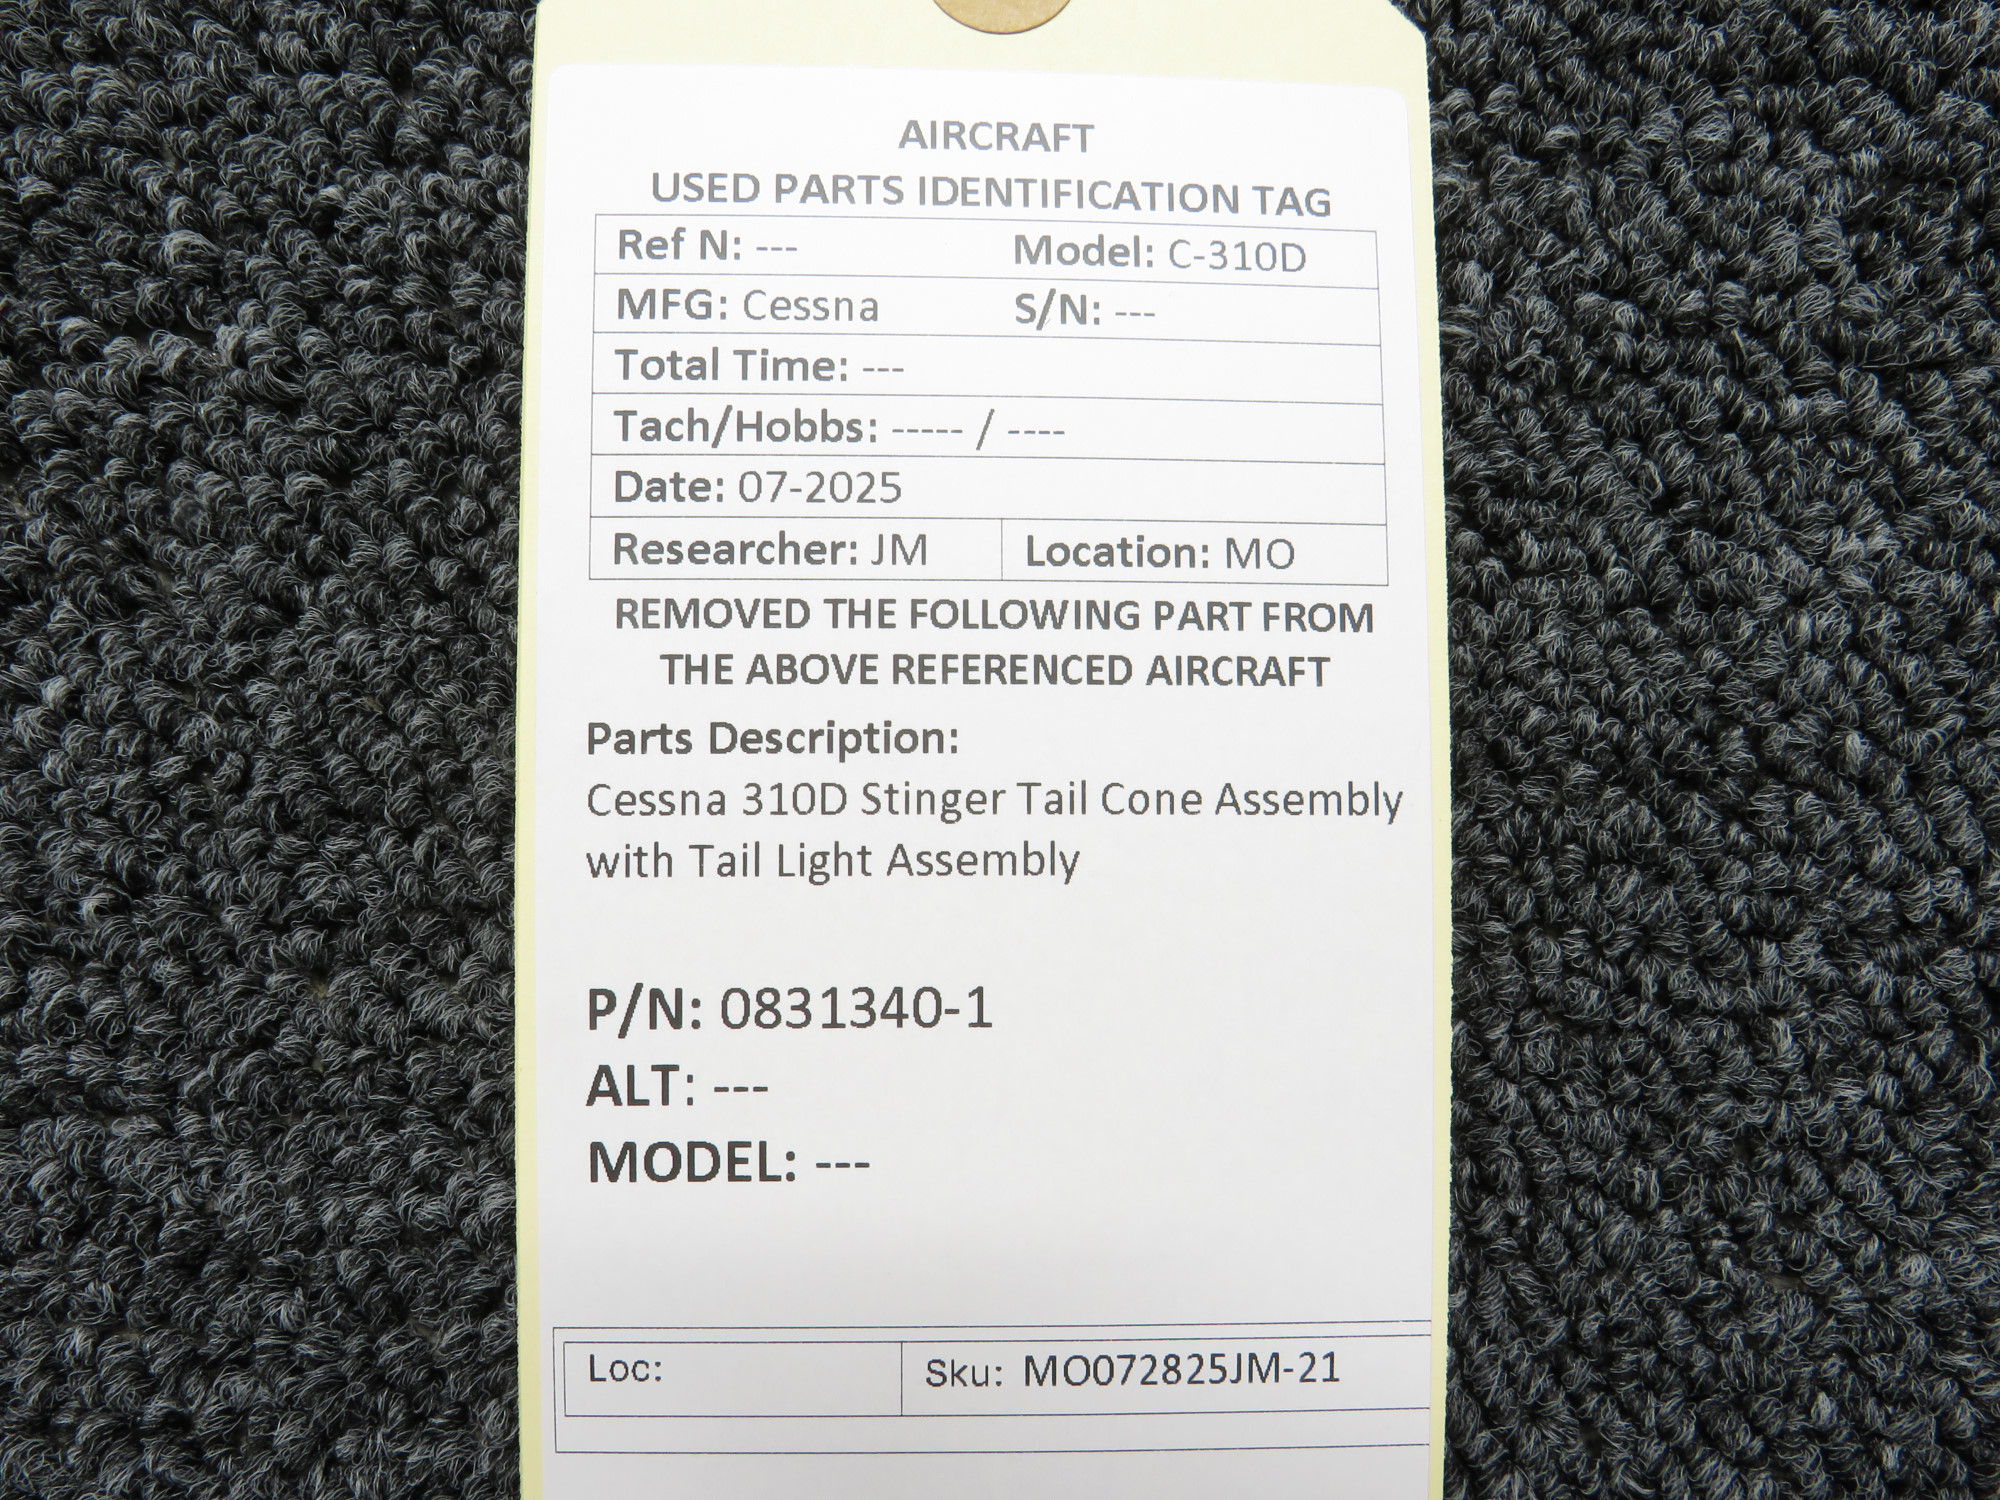 AIRCRAFT
USED PARTS IDENTIFICATION TAG
Ref N: --- Model: C-310D
MFG: Cessna S/N: ---
Total Time: ---
Tach/Hobbs: ----- / ----
Date: 07-2025
Researcher: JM Location: MO
REMOVED THE FOLLOWING PART FROM
THE ABOVE REFERENCED AIRCRAFT
Parts Description:
Cessna 310D Stinger Tail Cone Assembly
with Tail Light Assembly
P/N: 0831340-1
ALT: ---
MODEL: ---
Loc: Sku: MO072825JM-21